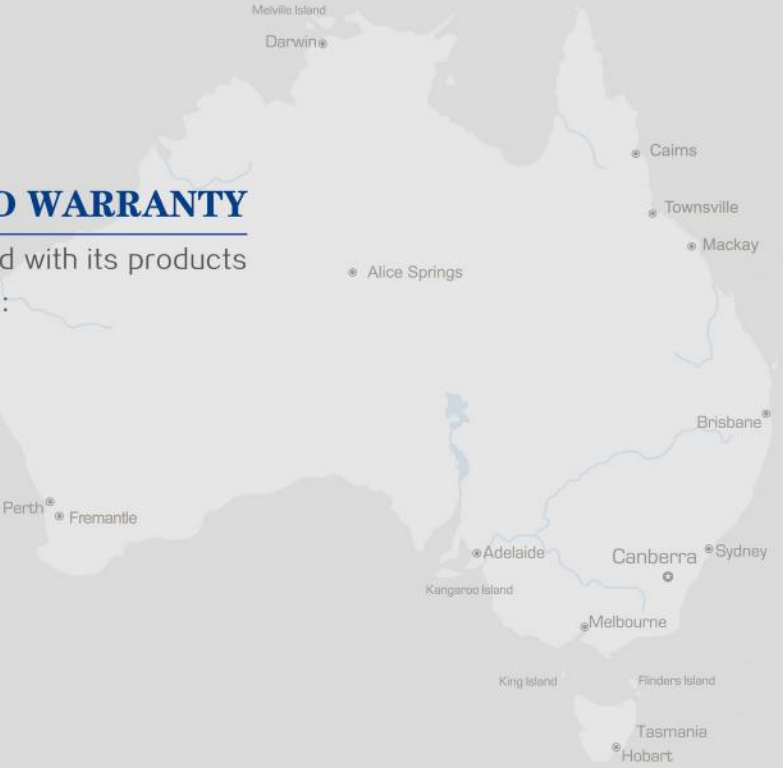 Melville Island
Darwin
Cairns
WARRANTY
Townsville
d with its products
Mackay
Alice Springs
:
Brisbane
Perth
Fremantle
Adelaide
Canberra
Sydney
Kangaroo Island
Melbourne
King Island
Flinders Island
Tasmania
Hobart